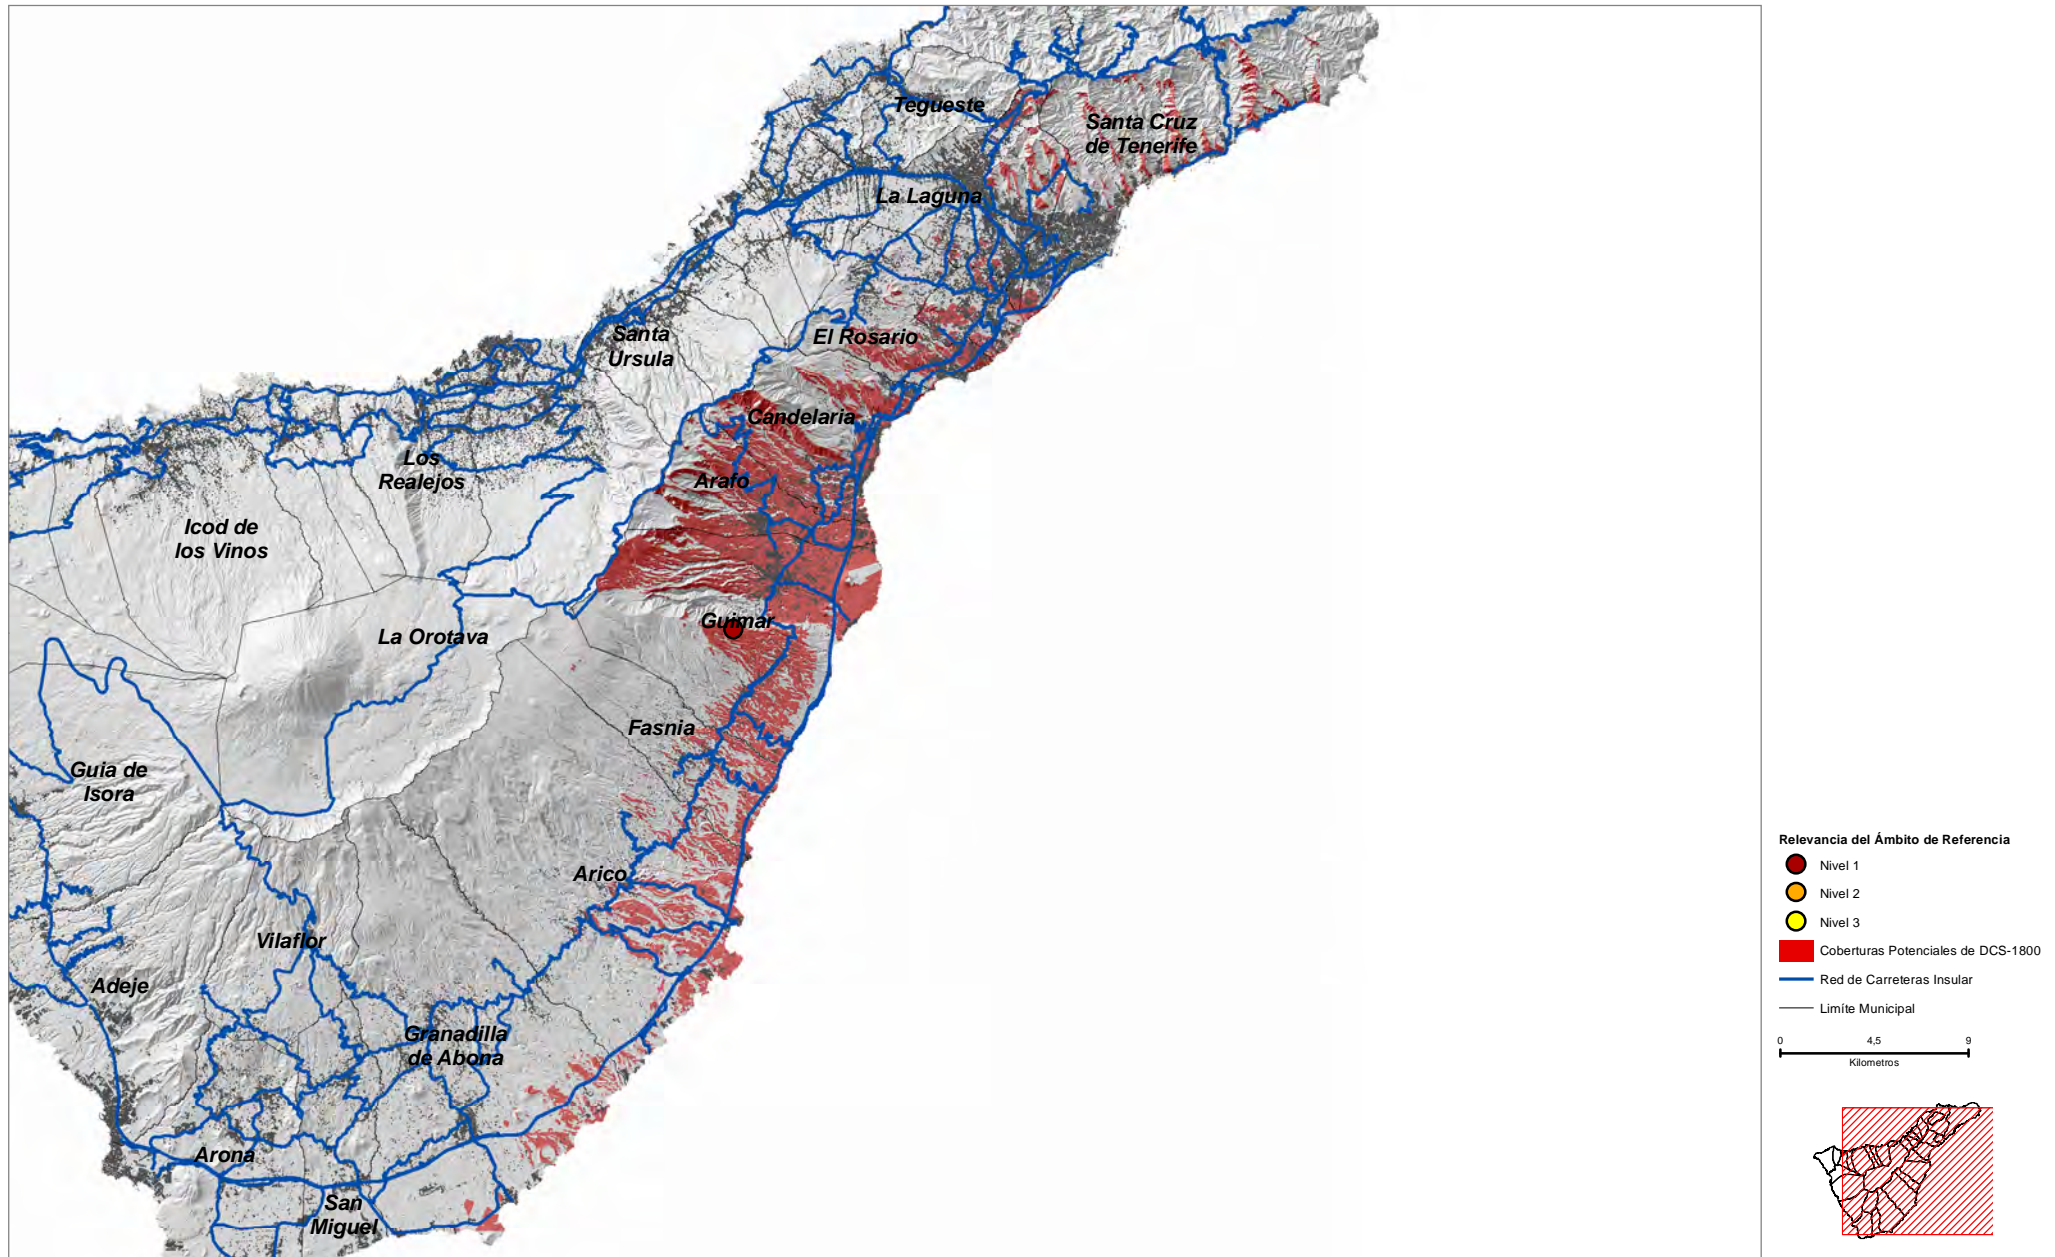 Tegueste
Santa Cruz
de Tenerife
La Laguna
Santa
Ursula
El Rosario
Candelaria
Los
Realejos
Arafo
Icod de
los Vinos
Guimar
La Orotava
Fasnia
Guia de
Isora
Arico
Vilaflor
Adeje
Granadilla
de Abona
Arona
San
Miguel
Relevancia del Ámbito de Referencia
Nivel 1
Nivel 2
Nivel 3
Coberturas Potenciales de DCS-1800
Red de Carreteras Insular
Limíte Municipal
0 4,5 9
Kilometros